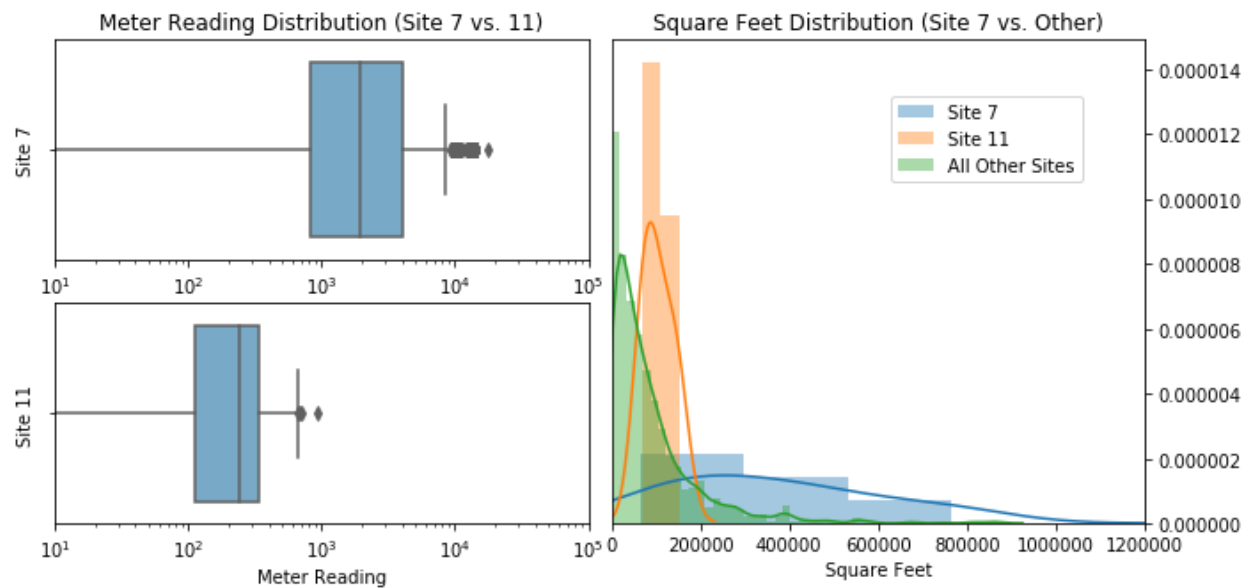 Meter Reading Distribution (Site 7 vs. 11)
Site 7
10¹ 10² 10³ 10⁴ 10⁵
Site 11
10¹ 10² 10³ 10⁴ 10⁵
Meter Reading
Square Feet Distribution (Site 7 vs. Other)
Site 7
Site 11
All Other Sites
0.000014
0.000012
0.000010
0.000008
0.000006
0.000004
0.000002
0.000000
0 200000 400000 600000 800000 1000000 1200000
Square Feet